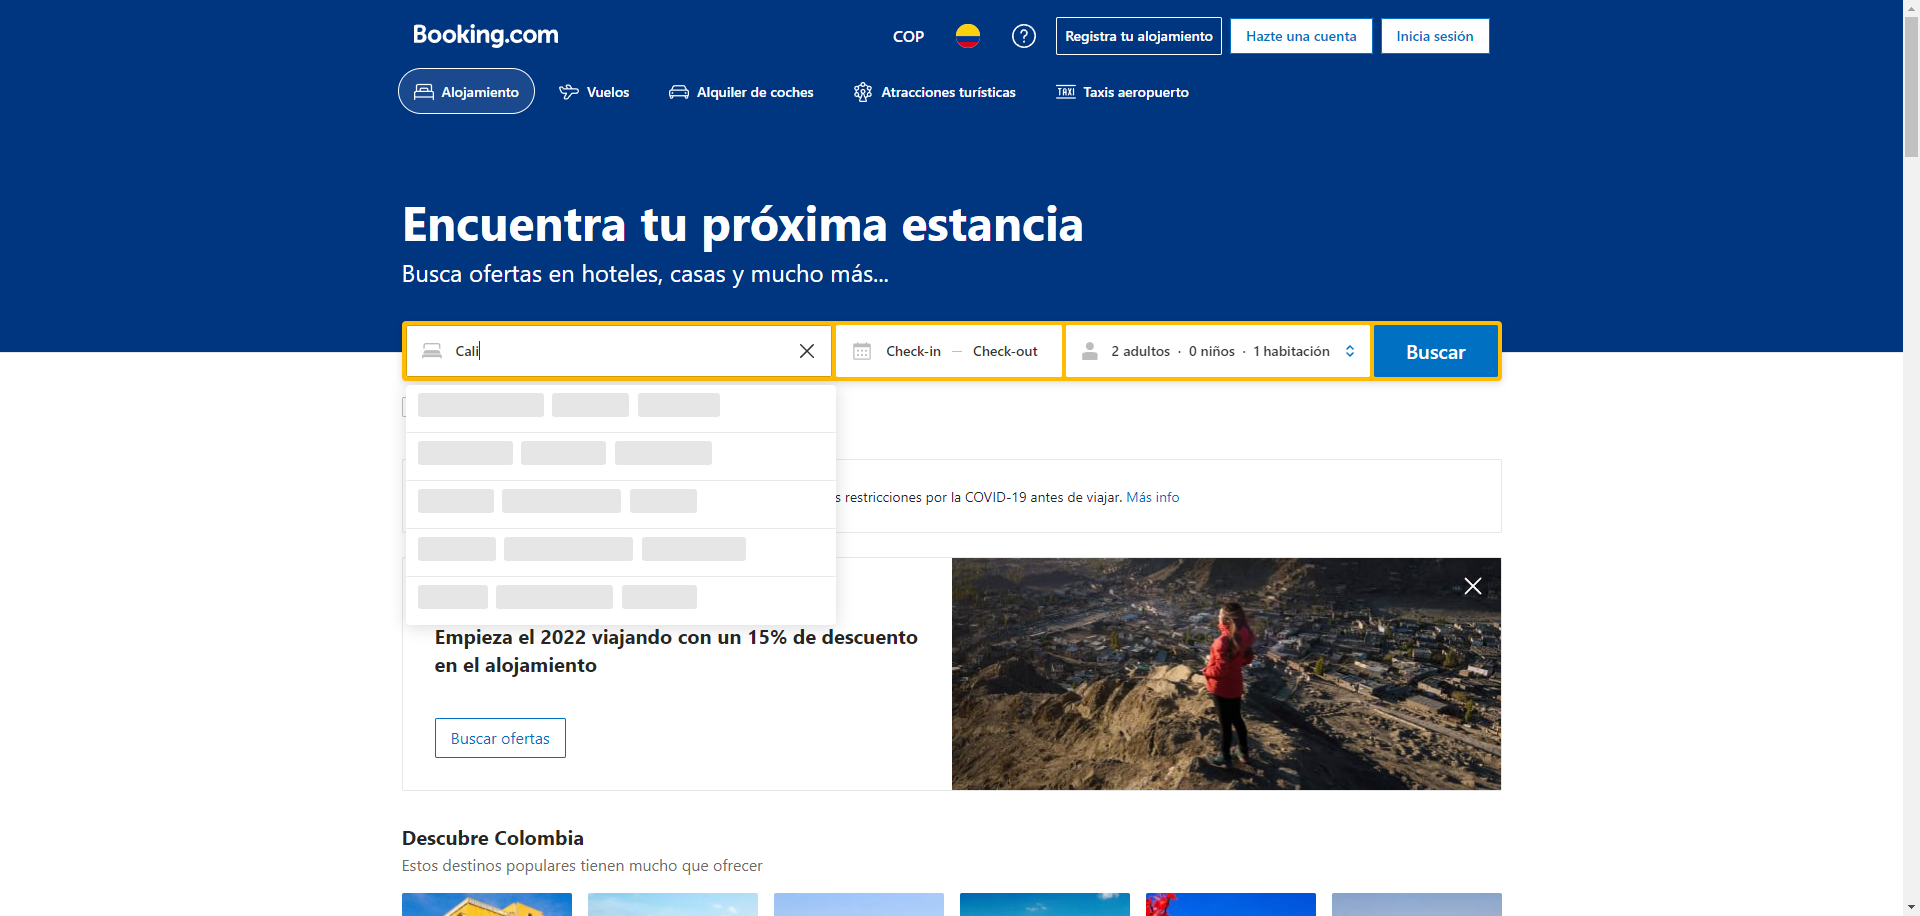 Booking.com
COP
Registra tu alojamiento
Hazte una cuenta
Inicia sesión
Alojamiento
Vuelos
Alquiler de coches
Atracciones turísticas
TAXI Taxis aeropuerto
Encuentra tu próxima estancia
Busca ofertas en hoteles, casas y mucho más...
Cali
Check-in — Check-out
2 adultos · 0 niños · 1 habitación
Buscar
s restricciones por la COVID-19 antes de viajar. Más info
Empieza el 2022 viajando con un 15% de descuento
en el alojamiento
Buscar ofertas
Descubre Colombia
Estos destinos populares tienen mucho que ofrecer